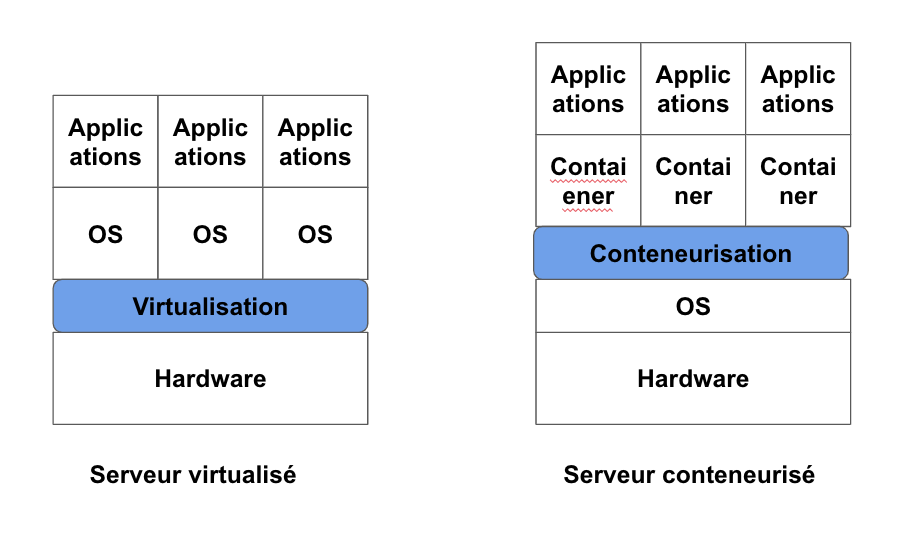 Applic
ations
Applic
ations
Applic
ations
OS
OS
OS
Virtualisation
Hardware
Serveur virtualisé
Applic
ations
Applic
ations
Applic
ations
Contai
ener
Contai
ner
Contai
ner
Conteneurisation
OS
Hardware
Serveur conteneurisé